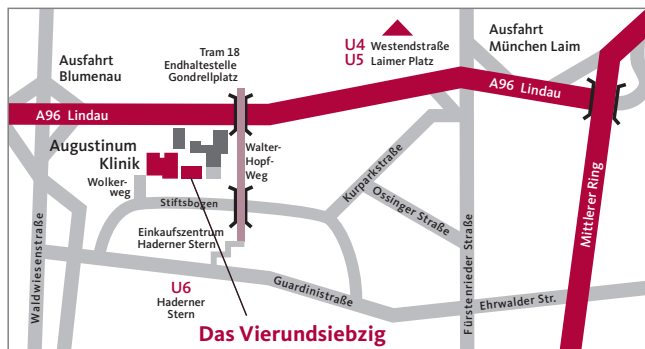 Tram 18
Endhaltestelle
Gondrellplatz
U4 Westendstraße
U5 Laimer Platz
Ausfahrt
München Laim
Ausfahrt
Blumenau
A96 Lindau
A96 Lindau
Augustinum
Klinik
Walter-
Hopf-
Weg
Wolker-
weg
Stiftsbogen
Kurparkstraße
Ossinger Straße
Mittlerer Ring
Waldwiesenstraße
Einkaufszentrum
Haderner Stern
Fürstenrieder Straße
U6
Haderner
Stern
Guardinistraße
Ehrwalder Str.
Das Vierundsiebzig